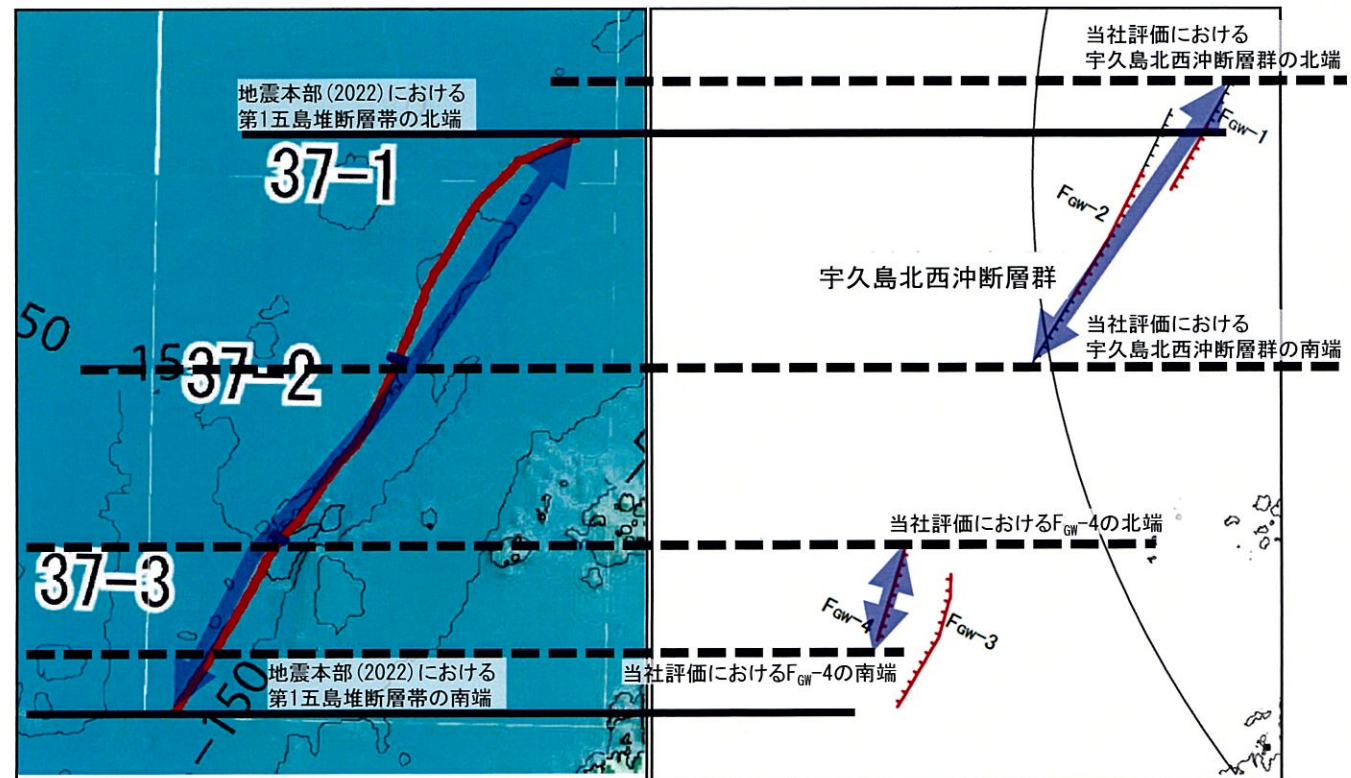 当社評価における
宇久島北西沖断層群の北端
地震本部(2022)における
第1五島堆断層帯の北端
37-1
FGW-1
FGW-2
宇久島北西沖断層群
50
当社評価における
宇久島北西沖断層群の南端
-15
37-2
当社評価におけるFGW-4の北端
37-3
FGW-4
FGW-3
地震本部(2022)における
第1五島堆断層帯の南端
当社評価におけるFGW-4の南端
-150